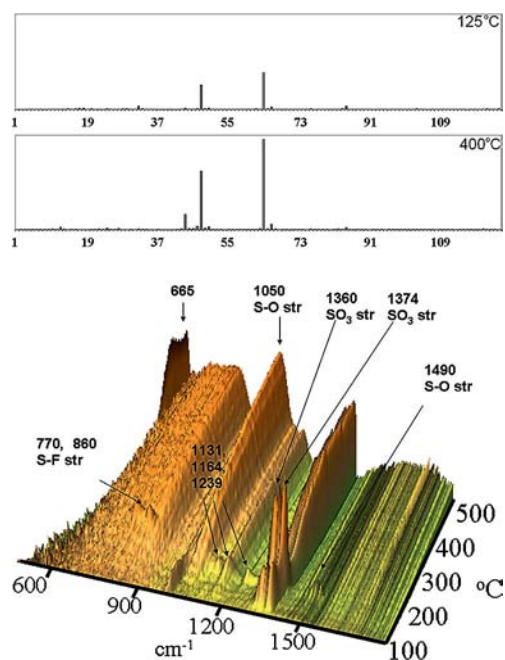 125°C
1 19 37 55 73 91 109
400°C
1 19 37 55 73 91 109
665
1050
S-O str
1360
SO3 str
1374
SO3 str
1490
S-O str
770, 860
S-F str
1131,
1164,
1239
600 900 1200 1500
cm-1
500
400
300
200
100
oC